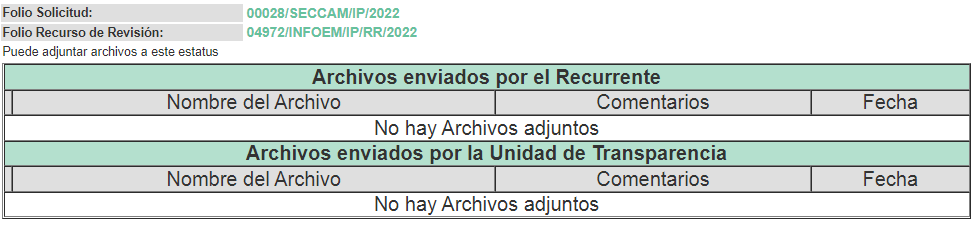 Folio Solicitud: 00028/SECCAM/IP/2022
Folio Recurso de Revisión: 04972/INFOEM/IP/RR/2022
Puede adjuntar archivos a este estatus
Archivos enviados por el Recurrente
Nombre del Archivo Comentarios Fecha
No hay Archivos adjuntos
Archivos enviados por la Unidad de Transparencia
Nombre del Archivo Comentarios Fecha
No hay Archivos adjuntos